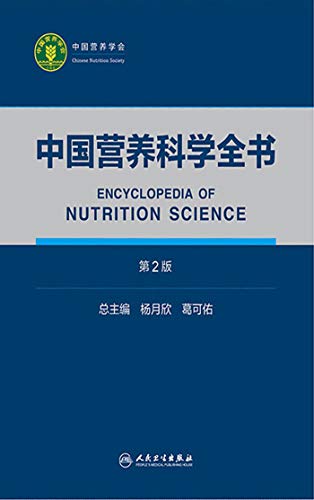 中国营养学会
Chinese Nutrition Society
中国营养科学全书
ENCYCLOPEDIA OF
NUTRITION SCIENCE
第2版
总主编 杨月欣 葛可佑
人民卫生出版社
PEOPLE'S MEDICAL PUBLISHING HOUSE